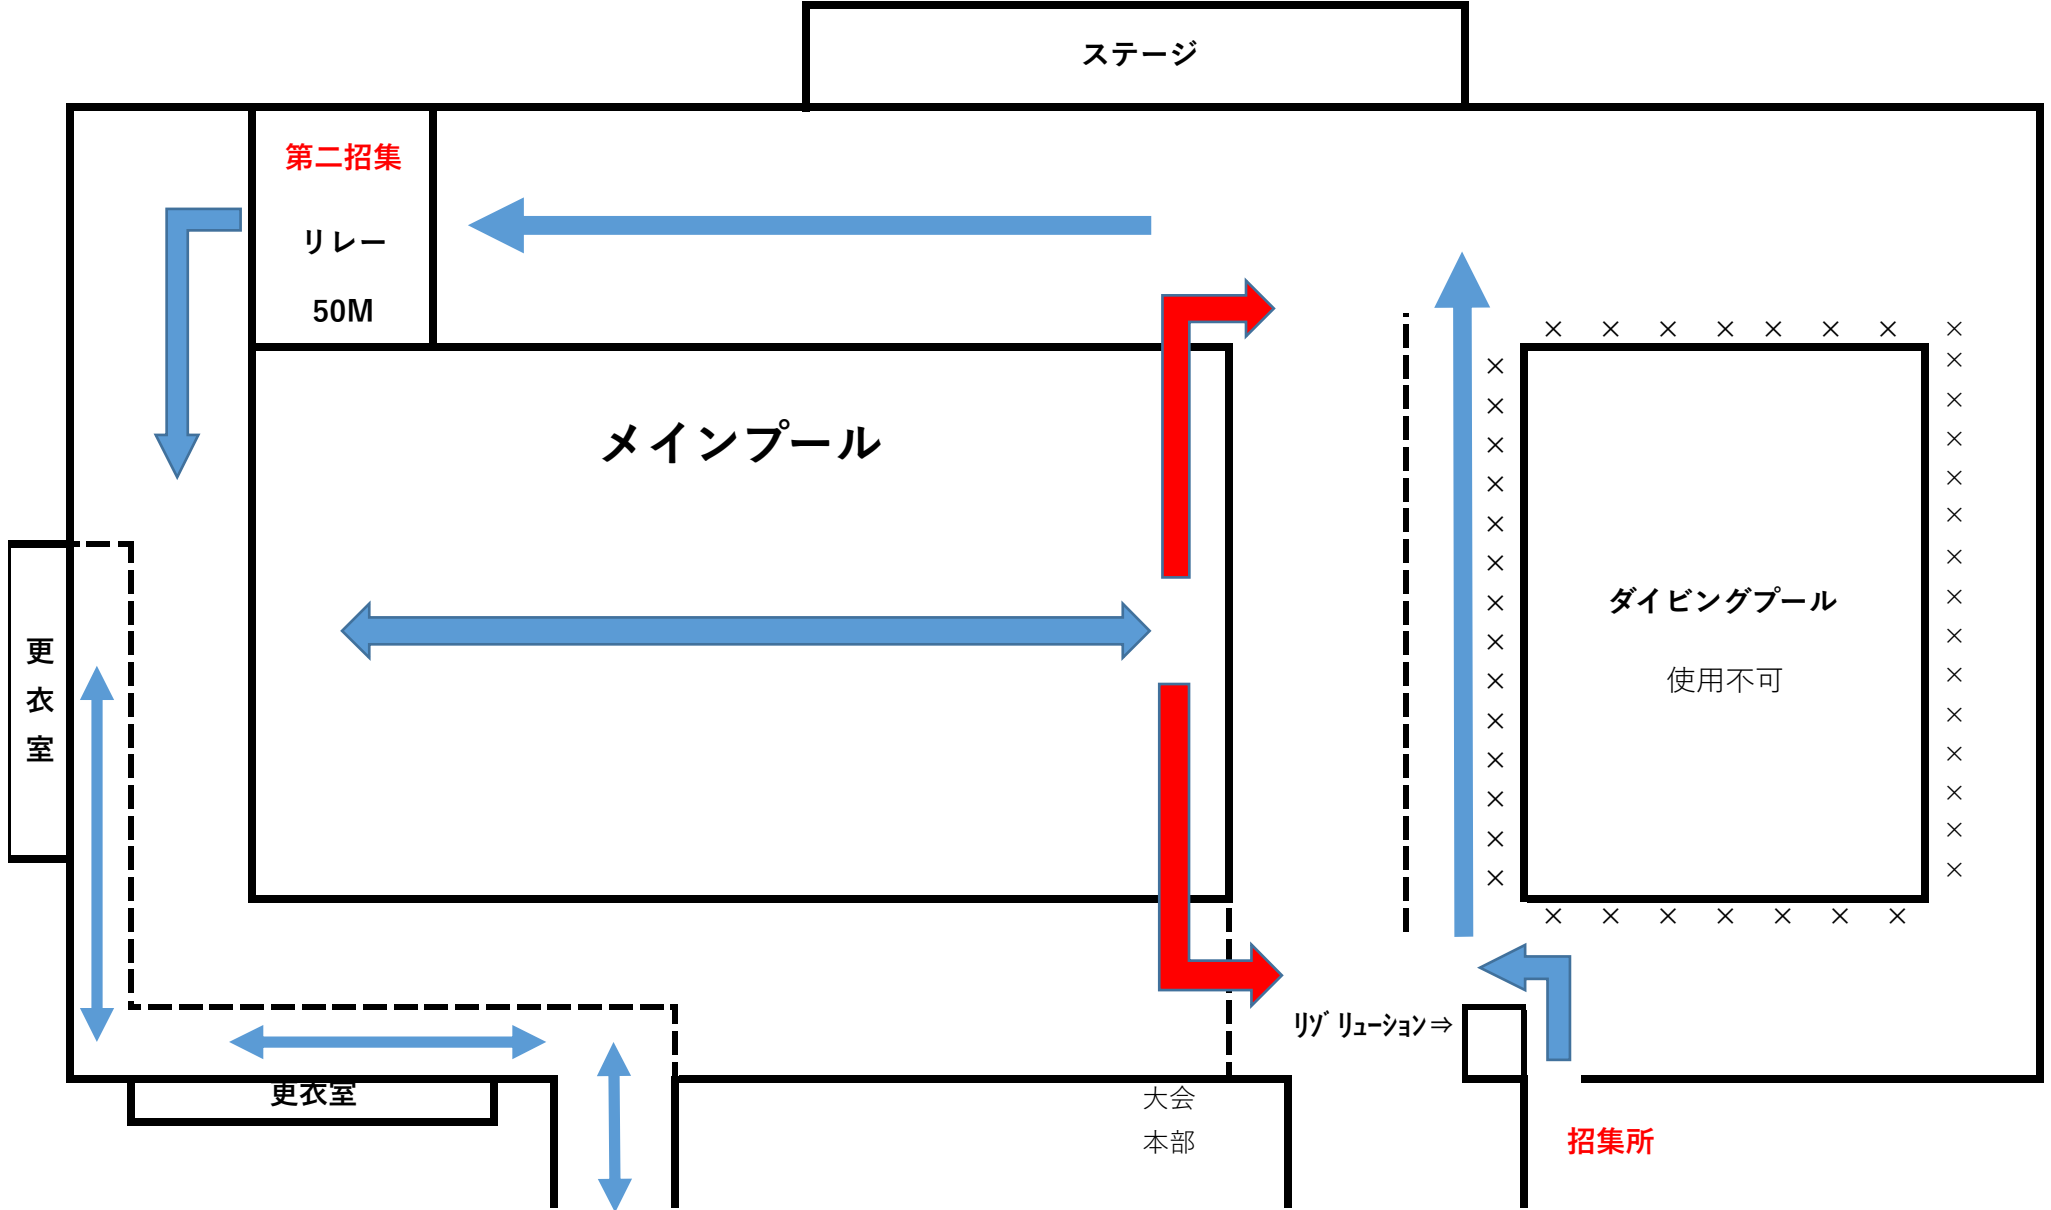 ステージ
第二招集
リレー
50M
メインプール
ダイビングプール
使用不可
更
衣
室
ﾘｿﾞﾘｭｰｼｮﾝ⇒
更衣室
大会
本部
招集所